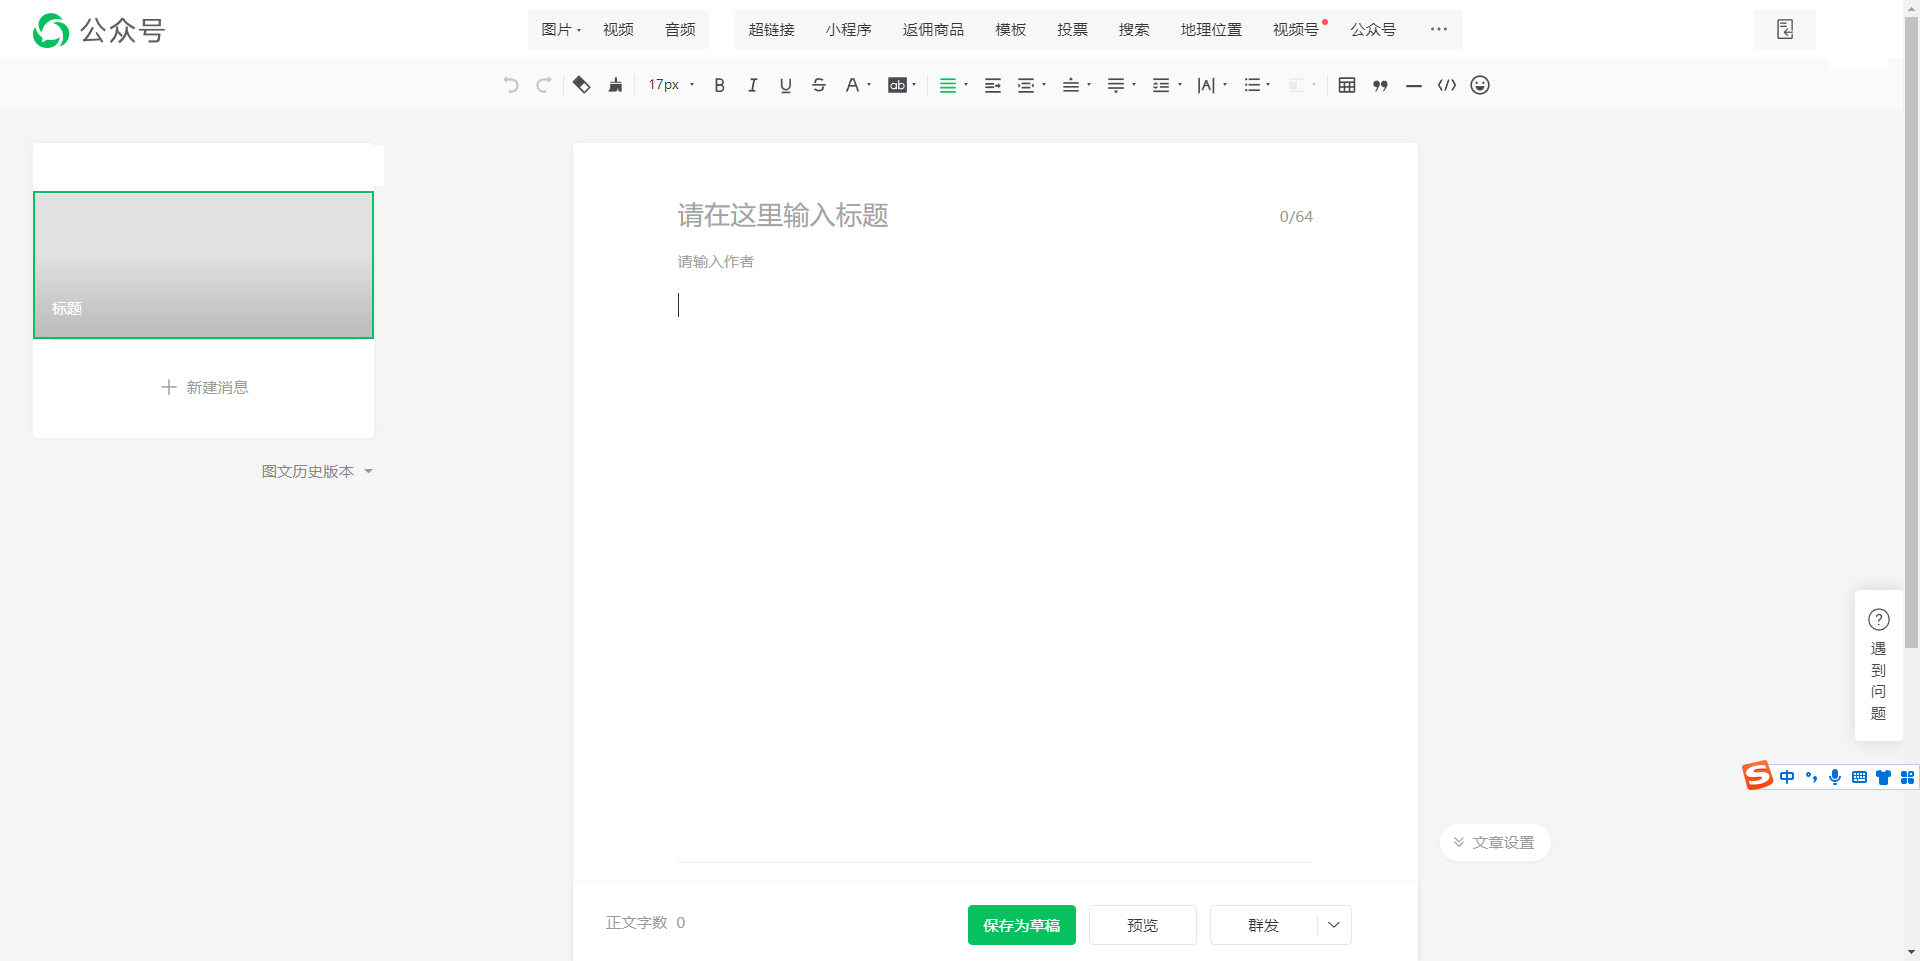 公众号
图片 视频 音频 超链接 小程序 返佣商品 模板 投票 搜索 地理位置 视频号 公众号 ···
17px B I U S A ab |A| </>
请在这里输入标题 0/64
请输入作者
标题
新建消息
图文历史版本
?
遇
到
问
题
S 中
文章设置
正文字数 0 保存为草稿 预览 群发